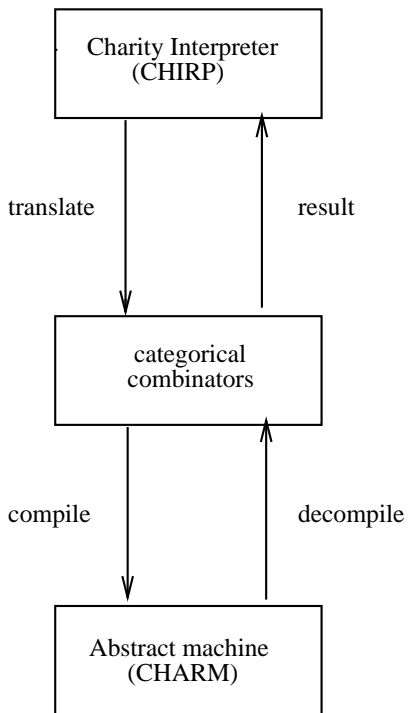 Charity Interpreter
(CHIRP)
translate
result
categorical
combinators
compile
decompile
Abstract machine
(CHARM)